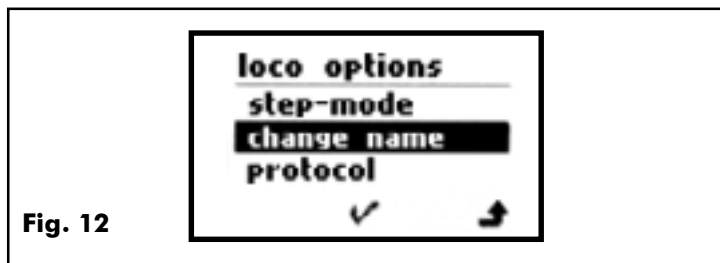 loco options
step-mode
change name
protocol
Fig. 12